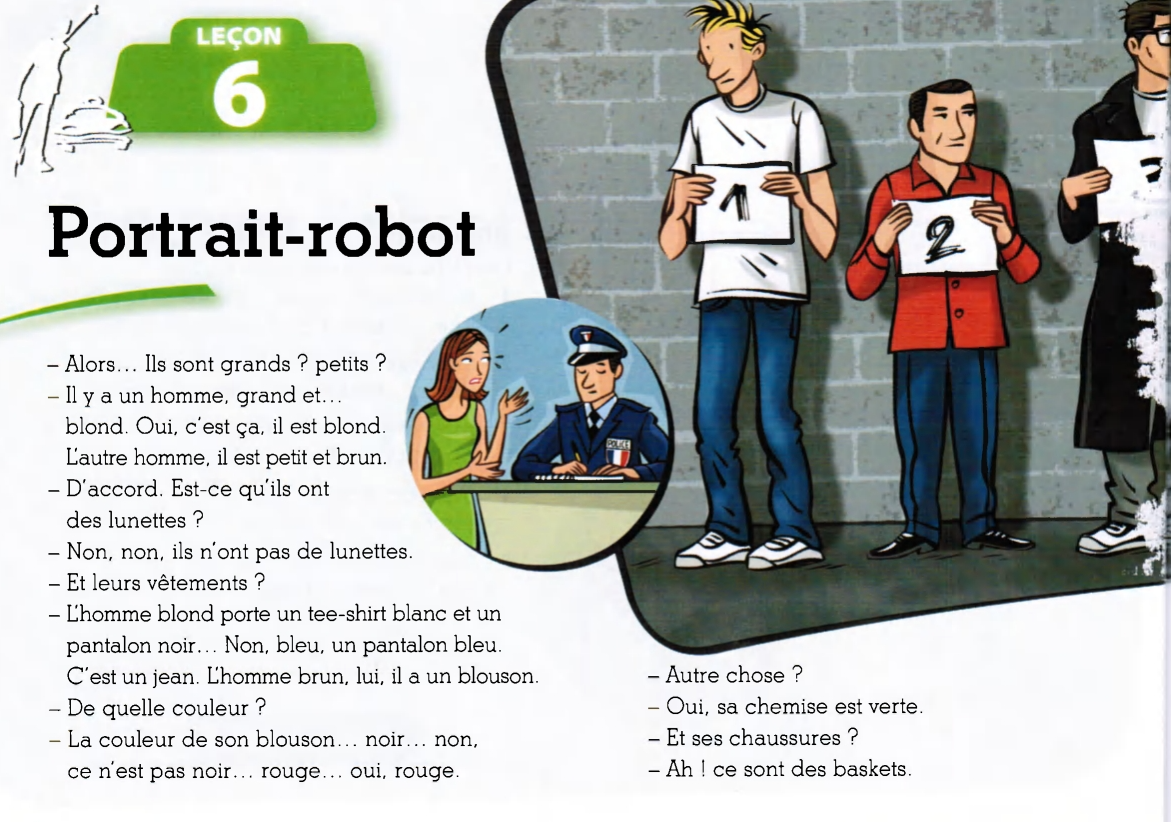 LEÇON
6
Portrait-robot
– Alors… Ils sont grands ? petits ?
– Il y a un homme, grand et…
blond. Oui, c'est ça, il est blond.
L'autre homme, il est petit et brun.
– D'accord. Est-ce qu'ils ont
des lunettes ?
– Non, non, ils n'ont pas de lunettes.
– Et leurs vêtements ?
– L'homme blond porte un tee-shirt blanc et un
pantalon noir… Non, bleu, un pantalon bleu.
C'est un jean. L'homme brun, lui, il a un blouson.
– De quelle couleur ?
– La couleur de son blouson… noir… non,
ce n'est pas noir… rouge… oui, rouge.
– Autre chose ?
– Oui, sa chemise est verte.
– Et ses chaussures ?
– Ah ! ce sont des baskets.
1
2
POLICE